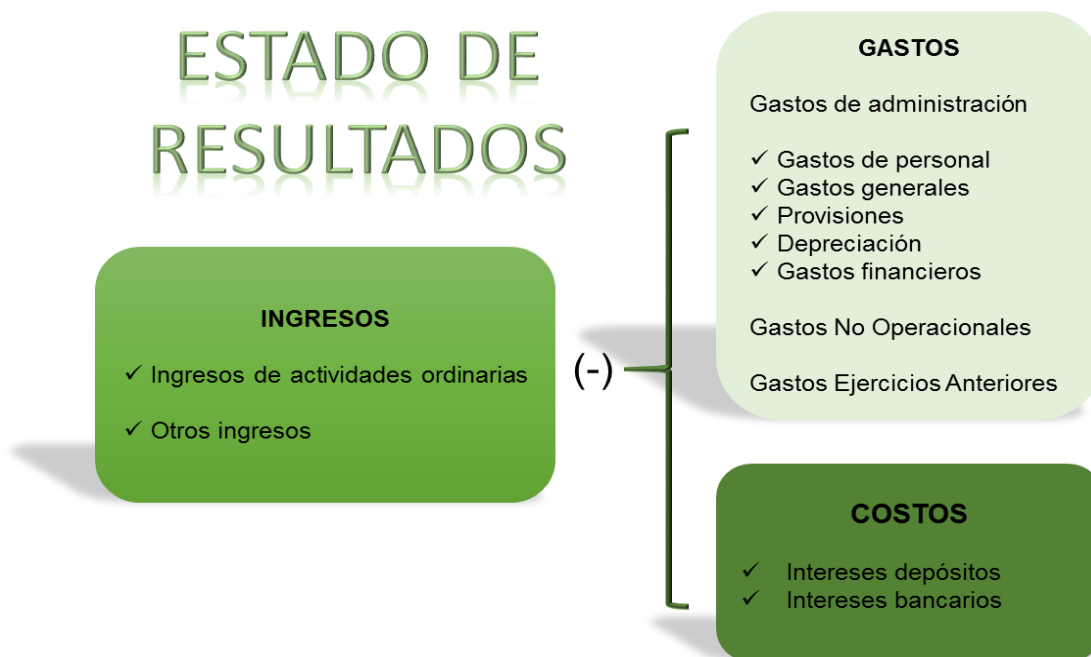 ESTADO DE
RESULTADOS
INGRESOS
✓ Ingresos de actividades ordinarias
✓ Otros ingresos
(-)
GASTOS
Gastos de administración
✓ Gastos de personal
✓ Gastos generales
✓ Provisiones
✓ Depreciación
✓ Gastos financieros
Gastos No Operacionales
Gastos Ejercicios Anteriores
COSTOS
✓ Intereses depósitos
✓ Intereses bancarios